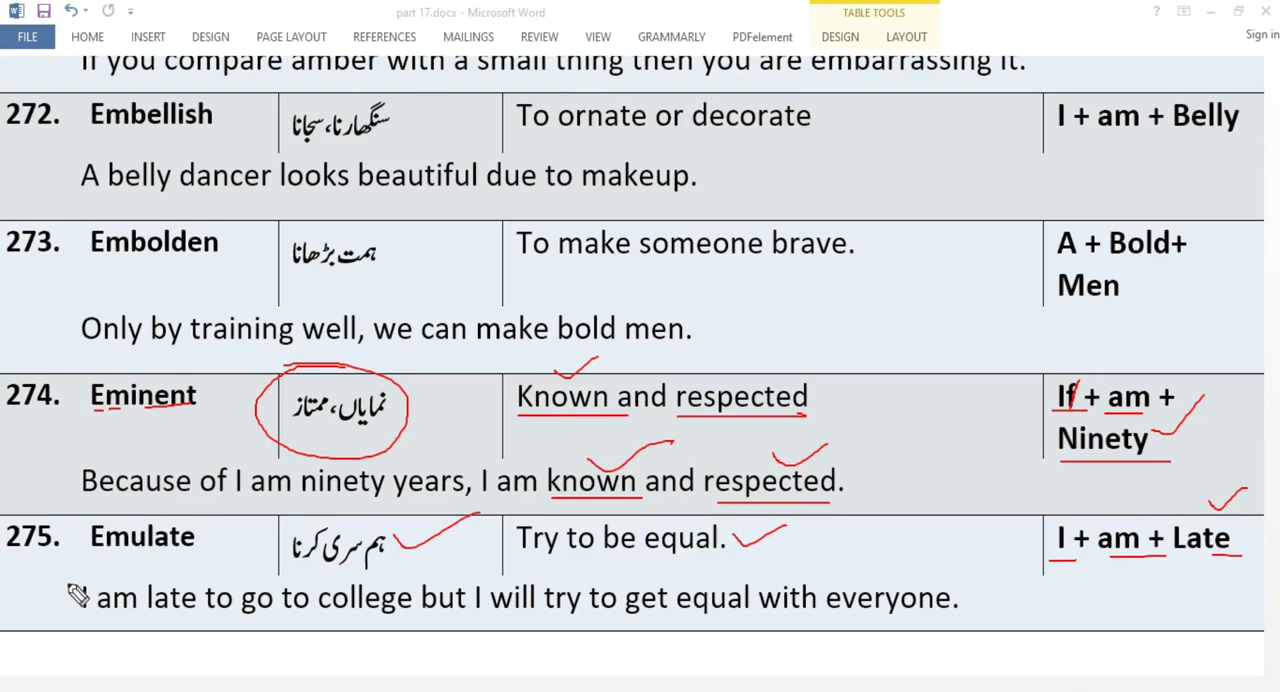 part 17.docx - Microsoft Word
TABLE TOOLS
?
FILE HOME INSERT DESIGN PAGE LAYOUT REFERENCES MAILINGS REVIEW VIEW GRAMMARLY PDFelement DESIGN LAYOUT Sign in
If you compare amber with a small thing then you are embarrassing it.
272. Embellish سنگھارنا، سجانا To ornate or decorate I + am + Belly
A belly dancer looks beautiful due to makeup.
273. Embolden ہمت بڑھانا To make someone brave. A + Bold+
Men
Only by training well, we can make bold men.
274. Eminent نمایاں، ممتاز Known and respected If + am +
Ninety
Because of I am ninety years, I am known and respected.
275. Emulate ہم سری کرنا Try to be equal. I + am + Late
am late to go to college but I will try to get equal with everyone.